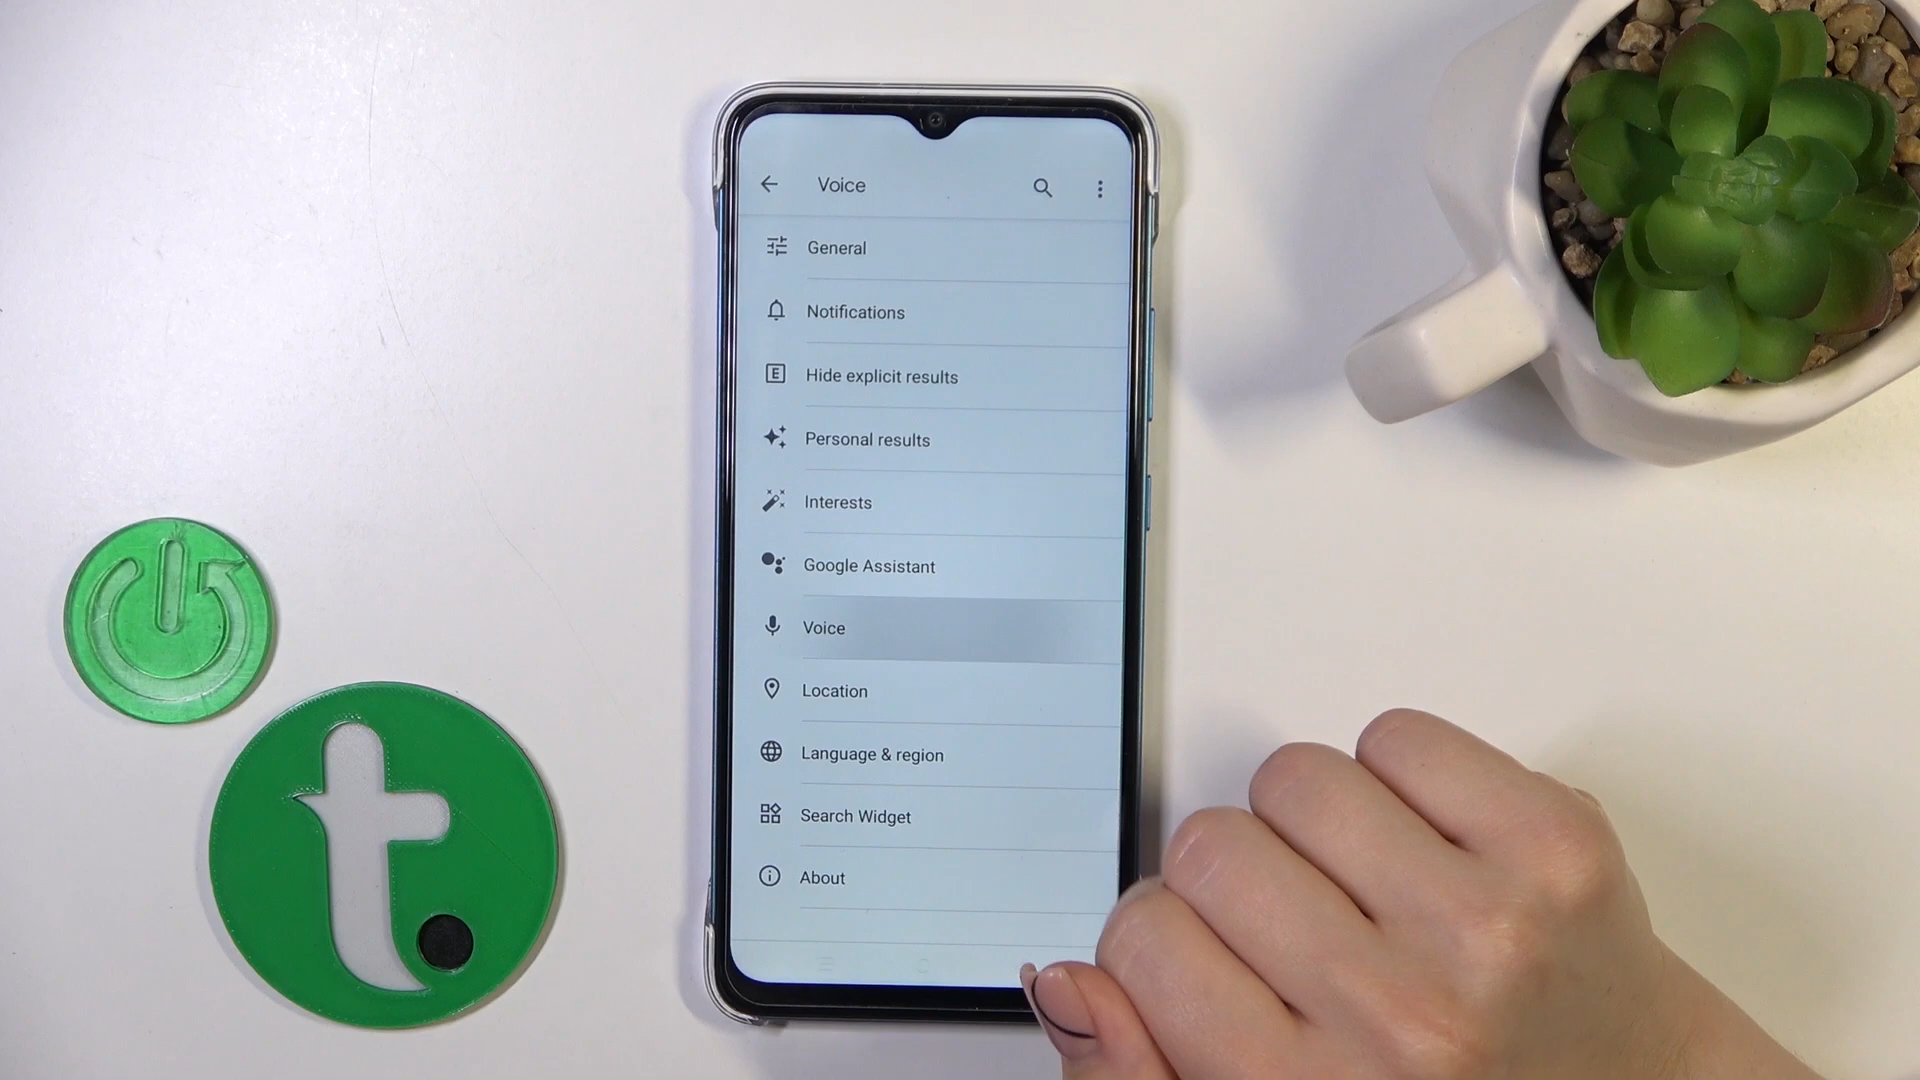 Voice
General
Notifications
E
Hide explicit results
Personal results
Interests
Google Assistant
Voice
Location
Language & region
Search Widget
About
t.